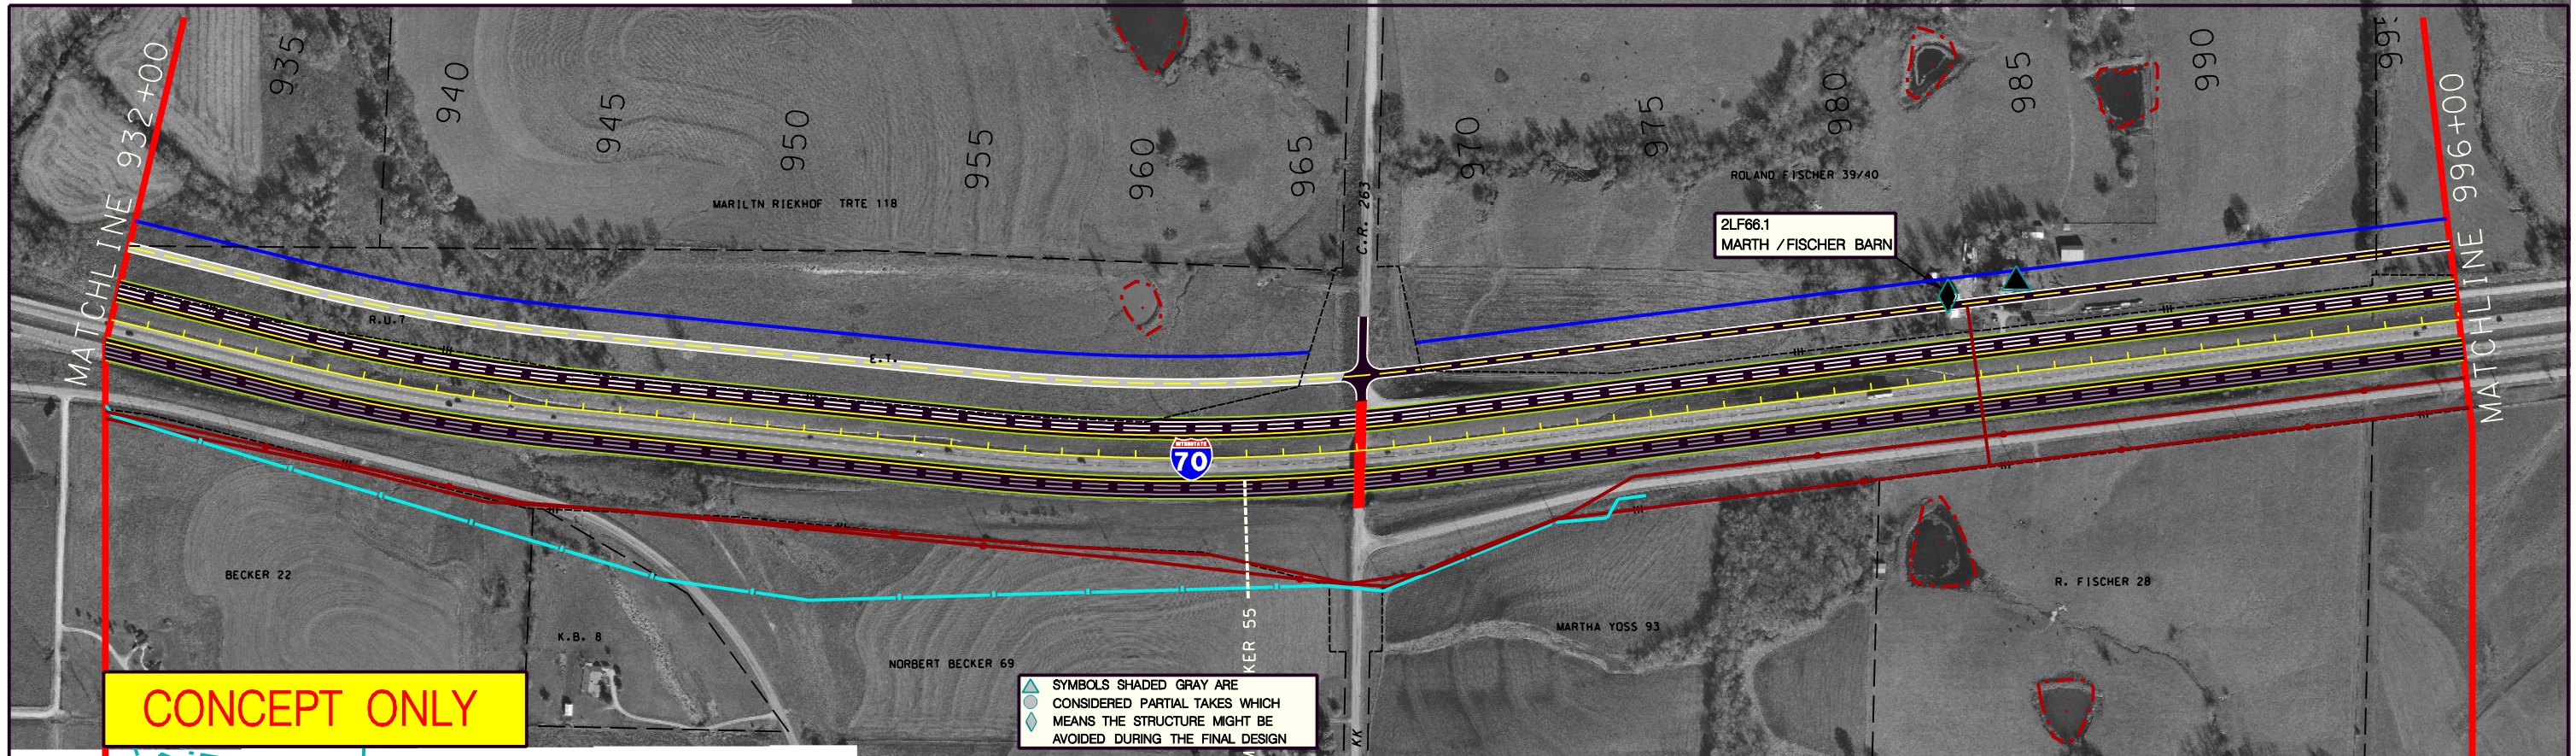 MATCHLINE 932+00
935
940
945
950
955
960
965
970
975
980
985
990
MATCHLINE 996+00
C.R. 263
MARILTN RIEKHOF TRTE 118
ROLAND FISCHER 39/40
2LF66.1
MARTH / FISCHER BARN
R.U.7
E.T.
INTERSTATE
70
BECKER 22
K.B. 8
NORBERT BECKER 69
KER 55
MARTHA YOSS 93
R. FISCHER 28
KK
CONCEPT ONLY
SYMBOLS SHADED GRAY ARE
CONSIDERED PARTIAL TAKES WHICH
MEANS THE STRUCTURE MIGHT BE
AVOIDED DURING THE FINAL DESIGN